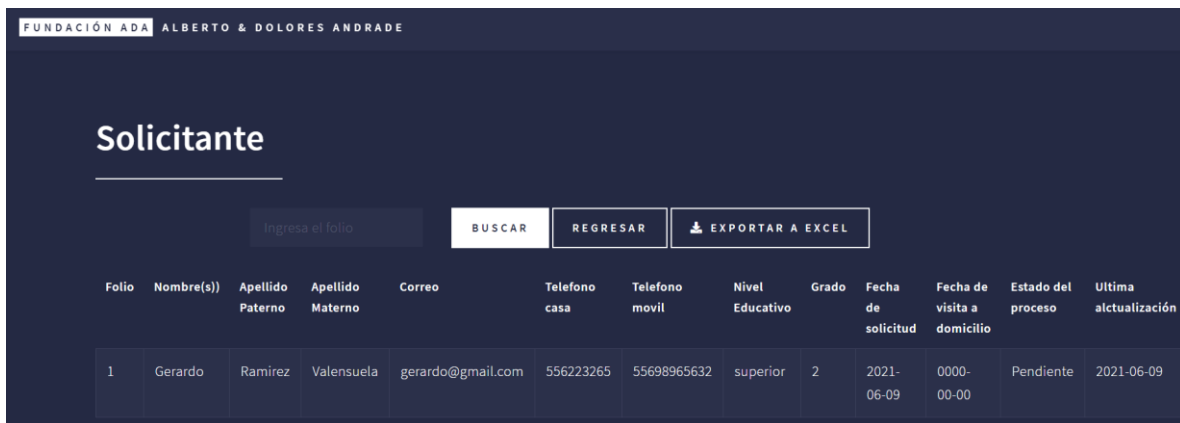 FUNDACIÓN ADA ALBERTO & DOLORES ANDRADE
Solicitante
Ingresa el folio BUSCAR REGRESAR EXPORTAR A EXCEL
Folio Nombre(s)) Apellido Paterno Apellido Materno Correo Telefono casa Telefono movil Nivel Educativo Grado Fecha de solicitud Fecha de visita a domicilio Estado del proceso Ultima alctualización
1 Gerardo Ramirez Valensuela gerardo@gmail.com 556223265 55698965632 superior 2 2021-06-09 0000-00-00 Pendiente 2021-06-09